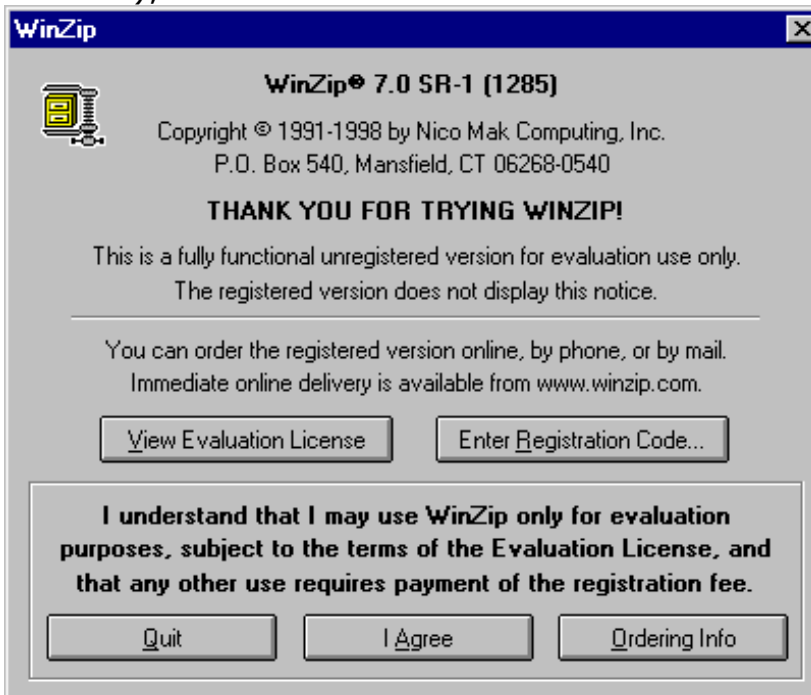 WinZip
WinZip® 7.0 SR-1 (1285)
Copyright © 1991-1998 by Nico Mak Computing, Inc.
P.O. Box 540, Mansfield, CT 06268-0540
THANK YOU FOR TRYING WINZIP!
This is a fully functional unregistered version for evaluation use only.
The registered version does not display this notice.
You can order the registered version online, by phone, or by mail.
Immediate online delivery is available from www.winzip.com.
View Evaluation License
Enter Registration Code...
I understand that I may use WinZip only for evaluation
purposes, subject to the terms of the Evaluation License, and
that any other use requires payment of the registration fee.
Quit
I Agree
Ordering Info